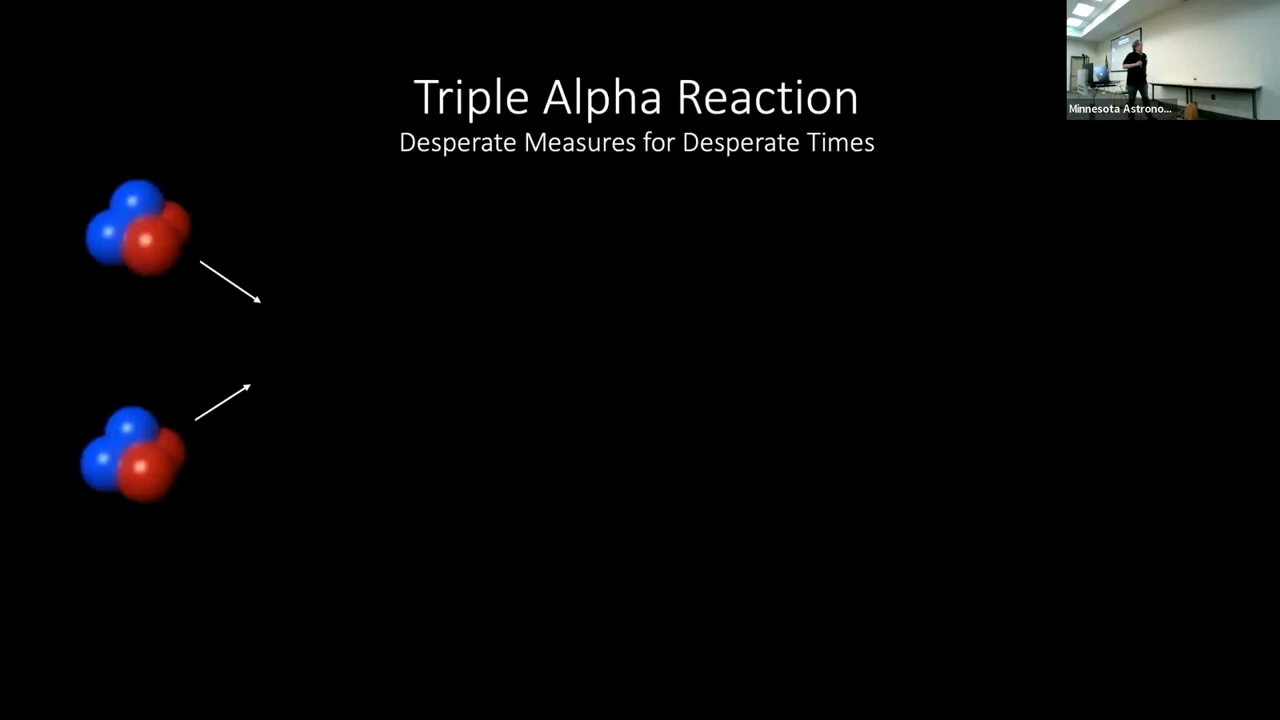 Triple Alpha Reaction
Desperate Measures for Desperate Times
Minnesota Astrono...